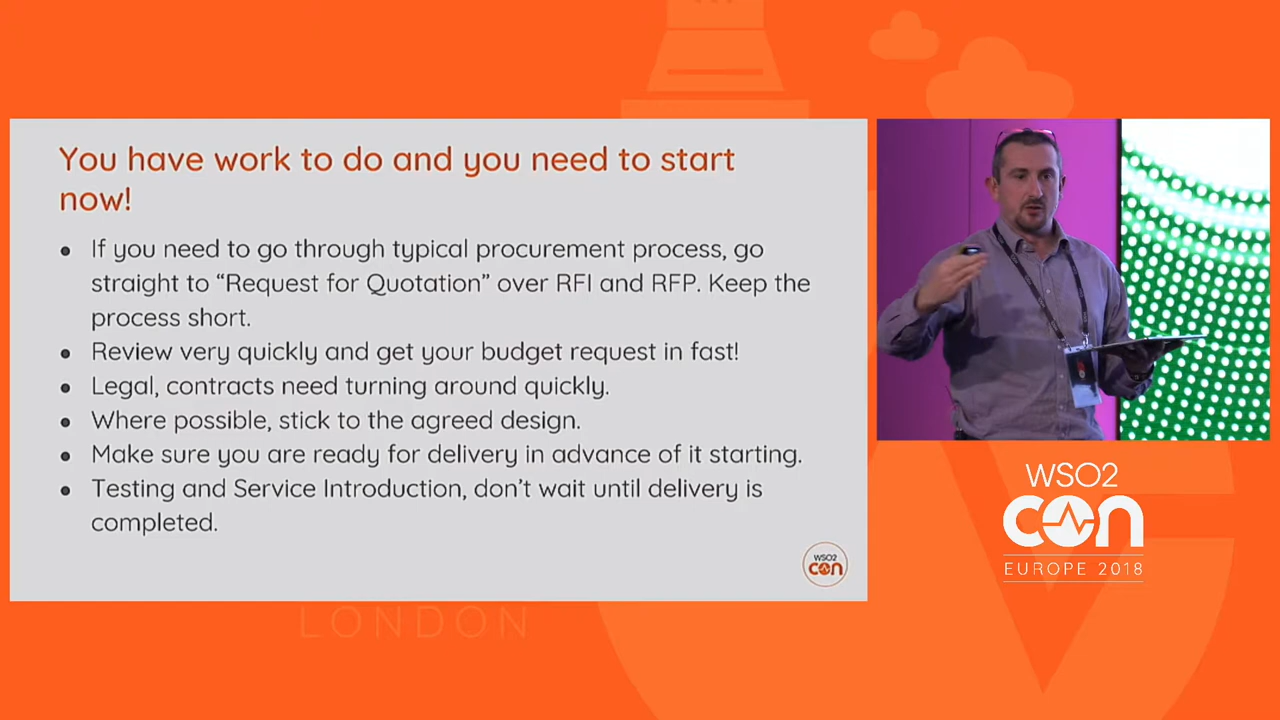 You have work to do and you need to start
now!
● If you need to go through typical procurement process, go
straight to “Request for Quotation” over RFI and RFP. Keep the
process short.
● Review very quickly and get your budget request in fast!
● Legal, contracts need turning around quickly.
● Where possible, stick to the agreed design.
● Make sure you are ready for delivery in advance of it starting.
● Testing and Service Introduction, don’t wait until delivery is
completed.
WSO2
con
WSO2
con
EUROPE 2018
LONDON